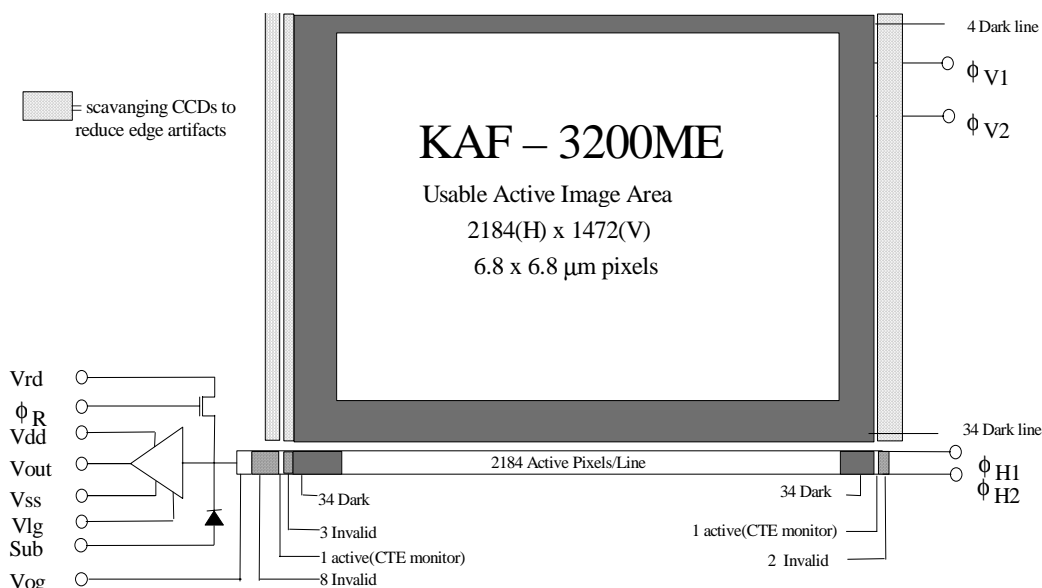 4 Dark line
ϕ V1
= scavanging CCDs to
reduce edge artifacts
ϕ V2
KAF – 3200ME
Usable Active Image Area
2184(H) x 1472(V)
6.8 x 6.8 µm pixels
Vrd
ϕ R
Vdd
Vout
Vss
Vlg
Sub
Vog
34 Dark line
2184 Active Pixels/Line
ϕ H1
ϕ H2
34 Dark
34 Dark
3 Invalid
1 active(CTE monitor)
1 active(CTE monitor)
2 Invalid
8 Invalid